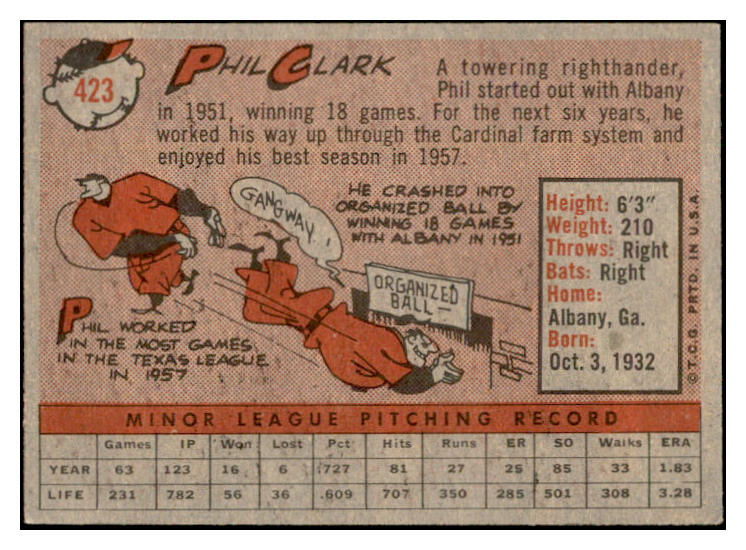 423
PHIL CLARK
A towering righthander,
Phil started out with Albany
in 1951, winning 18 games. For the next six years, he
worked his way up through the Cardinal farm system and
enjoyed his best season in 1957.
GANGWAY!
HE CRASHED INTO
ORGANIZED BALL BY
WINNING 18 GAMES
WITH ALBANY IN 1951
ORGANIZED
BALL—
PHIL WORKED
IN THE MOST GAMES
IN THE TEXAS LEAGUE
IN 1957
Height: 6'3"
Weight: 210
Throws: Right
Bats: Right
Home:
Albany, Ga.
Born:
Oct. 3, 1932
© T.C.G. PRTD. IN U.S.A.
MINOR LEAGUE PITCHING RECORD
Games IP Won Lost Pct Hits Runs ER SO Walks ERA
YEAR 63 123 16 6 .727 81 27 25 85 33 1.83
LIFE 231 782 56 36 .609 707 350 285 501 308 3.28